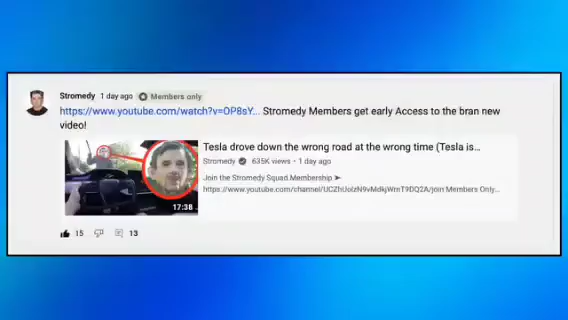 Stromedy 1 day ago Members only
https://www.youtube.com/watch?v=OP8sY... Stromedy Members get early Access to the bran new
video!
Tesla drove down the wrong road at the wrong time (Tesla is...
Stromedy 635K views • 1 day ago
Join the Stromedy Squad Membership ➤
https://www.youtube.com/channel/UCZhUolzN9vMdkjWmT9DQ2A/join Members Only...
17:38
15 13